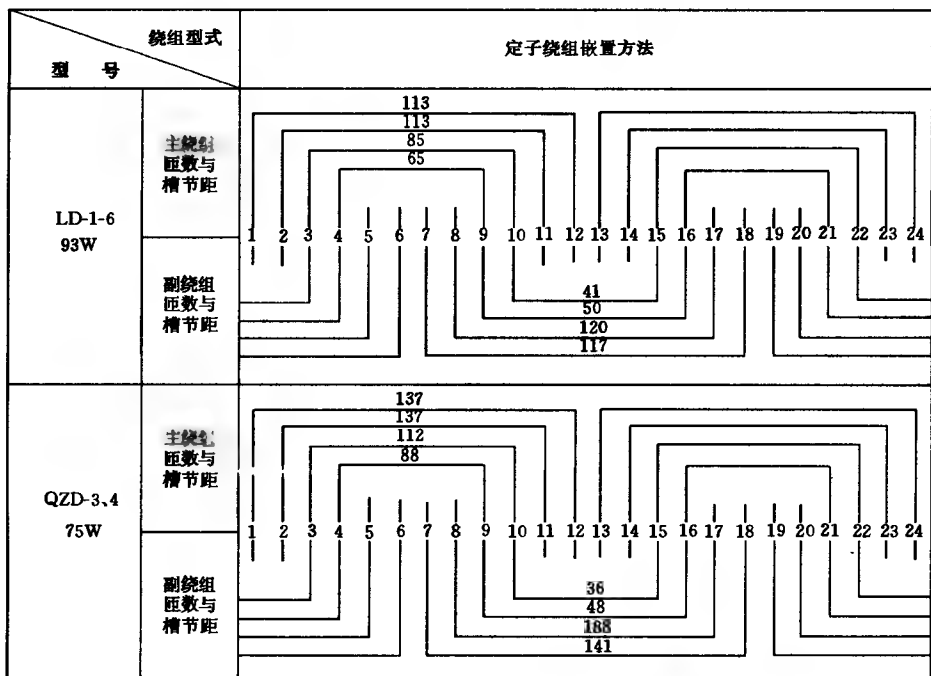 绕组型式
型 号
定子绕组嵌置方法
LD-1-6
93W
主绕组
匝数与
槽节距
113
113
85
65
1 2 3 4 5 6 7 8 9 10 11 12 13 14 15 16 17 18 19 20 21 22 23 24
副绕组
匝数与
槽节距
41
50
120
117
QZD-3、4
75W
主绕组
匝数与
槽节距
137
137
112
88
1 2 3 4 5 6 7 8 9 10 11 12 13 14 15 16 17 18 19 20 21 22 23 24
副绕组
匝数与
槽节距
36
48
188
141